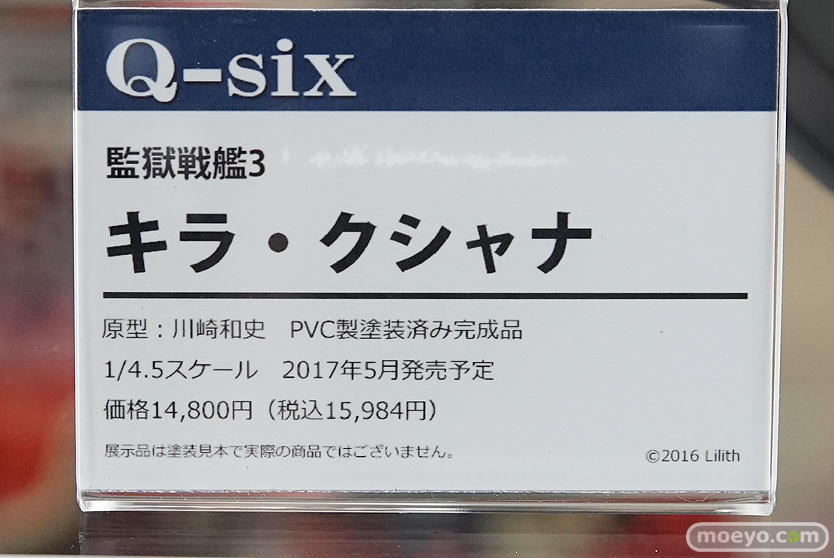 Q-six
監獄戦艦3
キラ・クシャナ
原型：川崎和史　PVC製塗装済み完成品
1/4.5スケール　2017年5月発売予定
価格14,800円（税込15,984円）
展示品は塗装見本で実際の商品ではございません。
©2016 Lilith
moeyo.com